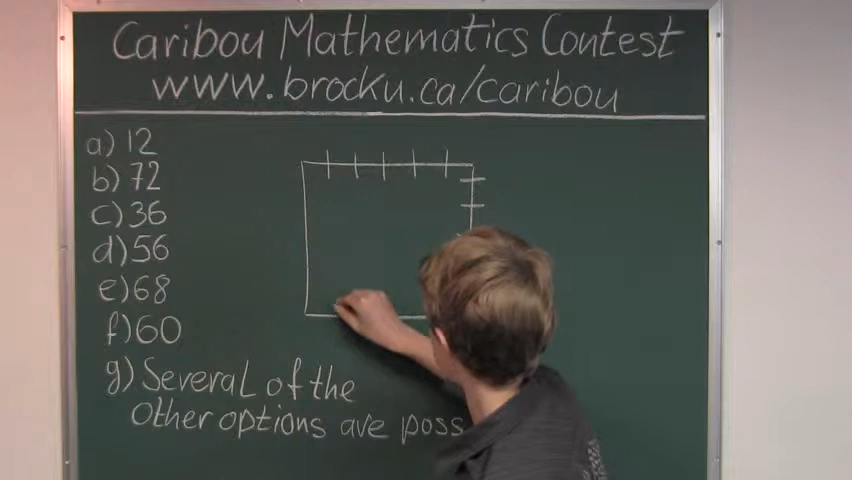 Caribou Mathematics Contest
www.brocku.ca/caribou
a) 12
b) 72
c) 36
d) 56
e) 68
f) 60
g) Several of the
other options are poss